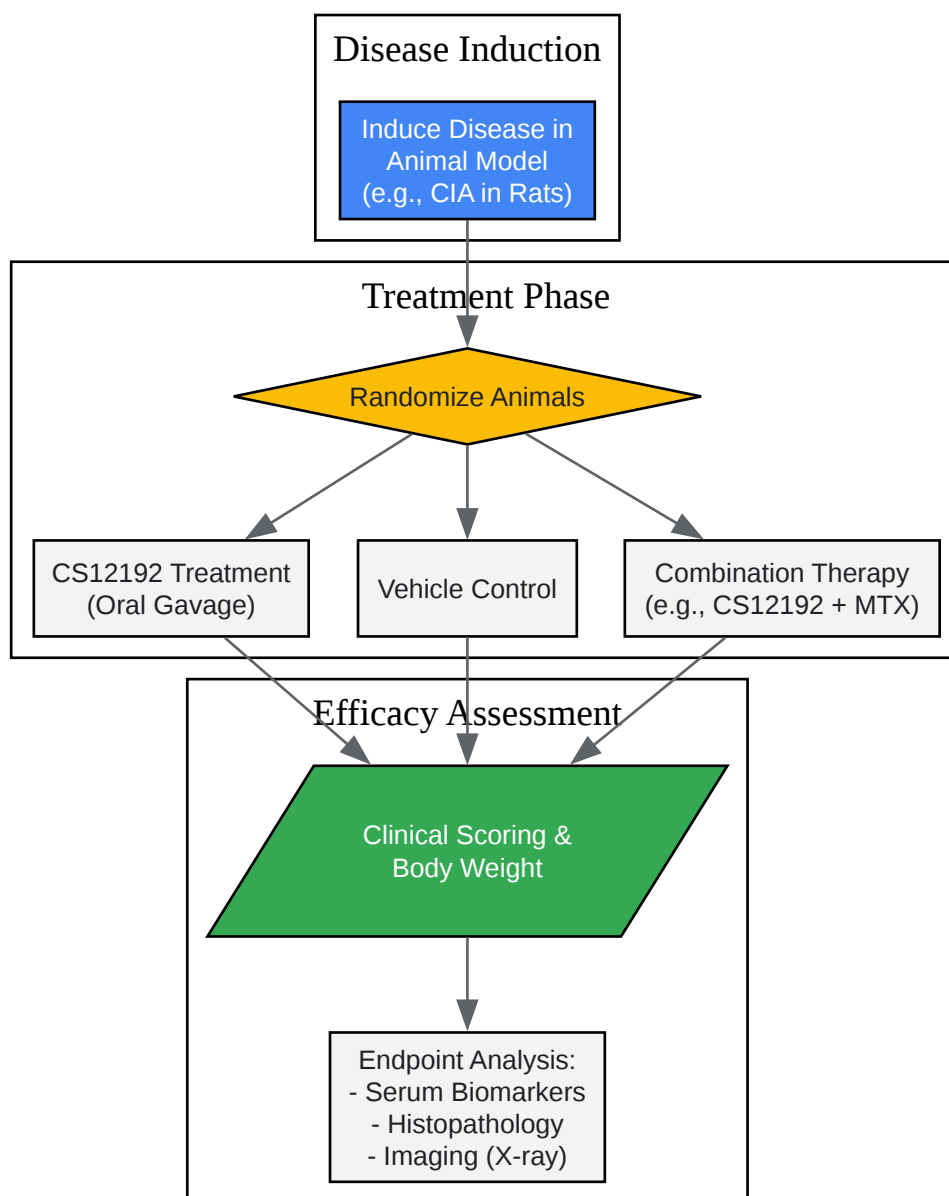 Disease Induction
Induce Disease in
Animal Model
(e.g., CIA in Rats)
Treatment Phase
Randomize Animals
CS12192 Treatment
(Oral Gavage)
Vehicle Control
Combination Therapy
(e.g., CS12192 + MTX)
Efficacy Assessment
Clinical Scoring &
Body Weight
Endpoint Analysis:
- Serum Biomarkers
- Histopathology
- Imaging (X-ray)